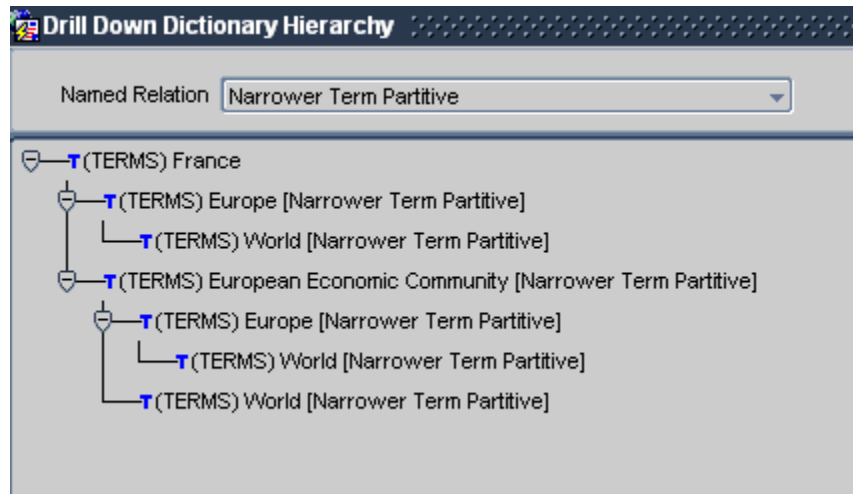 Drill Down Dictionary Hierarchy
Named Relation Narrower Term Partitive
T (TERMS) France
T (TERMS) Europe [Narrower Term Partitive]
T (TERMS) World [Narrower Term Partitive]
T (TERMS) European Economic Community [Narrower Term Partitive]
T (TERMS) Europe [Narrower Term Partitive]
T (TERMS) World [Narrower Term Partitive]
T (TERMS) World [Narrower Term Partitive]